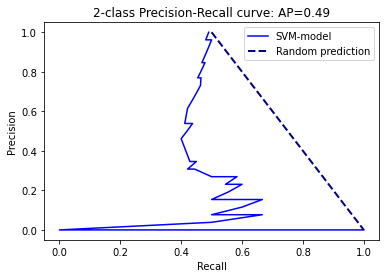 2-class Precision-Recall curve: AP=0.49
SVM-model
Random prediction
Precision
1.0
0.8
0.6
0.4
0.2
0.0
0.0 0.2 0.4 0.6 0.8 1.0
Recall